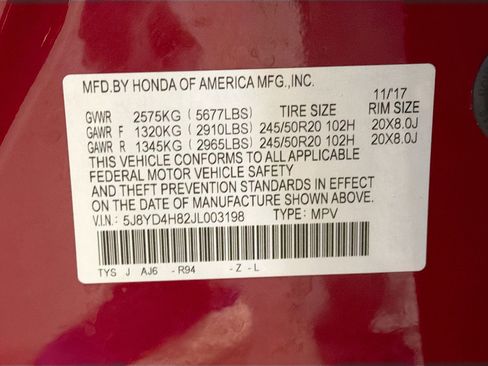 MFD.BY HONDA OF AMERICA MFG.,INC.
11/'17
GVWR 2575KG (5677LBS) TIRE SIZE RIM SIZE
GAWR F 1320KG (2910LBS) 245/50R20 102H 20X8.0J
GAWR R 1345KG (2965LBS) 245/50R20 102H 20X8.0J
THIS VEHICLE CONFORMS TO ALL APPLICABLE
FEDERAL MOTOR VEHICLE SAFETY
AND THEFT PREVENTION STANDARDS IN EFFECT ON
THE DATE OF MANUFACTURE SHOWN ABOVE.
V.I.N.: 5J8YD4H82JL003198 TYPE: MPV
TYS J AJ6 -R94 -Z -L